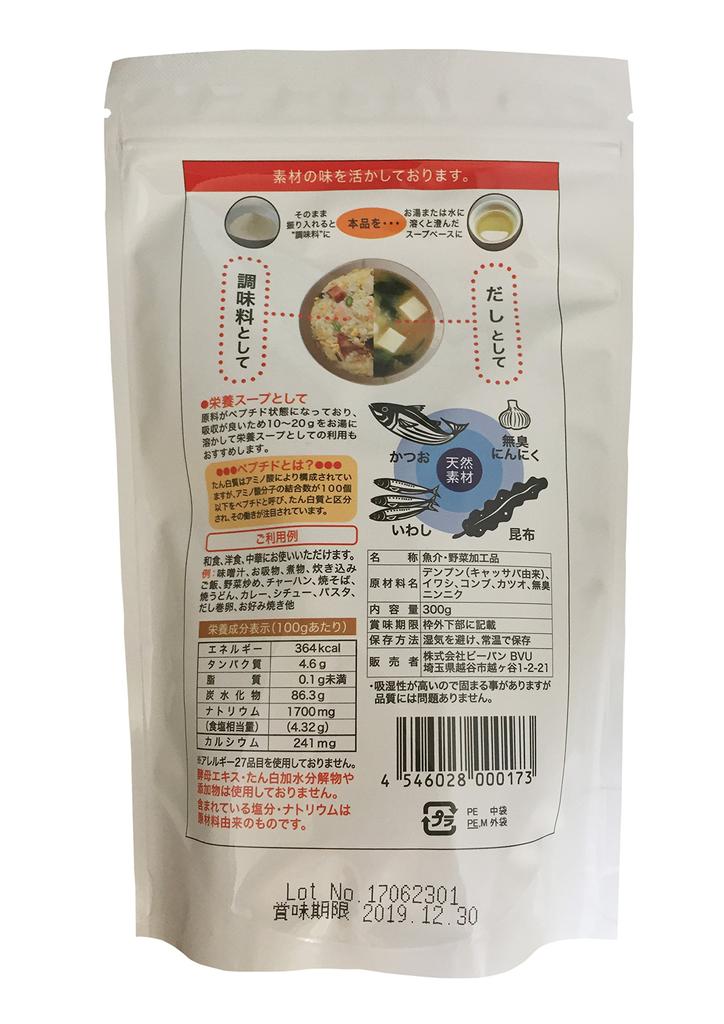 素材の味を活かしております。
そのまま
振り入れると
"調味料"に
本品を・・・
お湯または水に
溶くと澄んだ
スープベースに
調味料として
だしとして
●栄養スープとして
原料がペプチド状態になっており、
吸収が良いため10～20gをお湯に
溶かして栄養スープとしての利用も
おすすめします。
●●●ペプチドとは?●●●
たん白質はアミノ酸により構成されてい
ますが、アミノ酸分子の結合数が100個
以下をペプチドと呼び、たん白質と区分
され、その働きが注目されています。
かつお
無臭
にんにく
天然
素材
いわし
昆布
ご利用例
和食、洋食、中華にお使いいただけます。
例:味噌汁、お吸物、煮物、炊き込み
ご飯、野菜炒め、チャーハン、焼そば、
焼うどん、カレー、シチュー、パスタ、
だし巻卵、お好み焼き他
栄養成分表示(100gあたり)
エネルギー 364kcal
タンパク質 4.6g
脂質 0.1g未満
炭水化物 86.3g
ナトリウム 1700mg
(食塩相当量) (4.32g)
カルシウム 241mg
※アレルギー27品目を使用しておりません。
酵母エキス・たん白加水分解物や
添加物は使用しておりません。
含まれている塩分・ナトリウムは
原材料由来のものです。
名称 魚介・野菜加工品
原材料名 デンプン(キャッサバ由来)、
イワシ、コンブ、カツオ、無臭
ニンニク
内容量 300g
賞味期限 枠外下部に記載
保存方法 湿気を避け、常温で保存
販売者 株式会社ビーバン BVU
埼玉県越谷市越ヶ谷1-2-21
・吸湿性が高いので固まる事がありますが
品質には問題ありません。
4 546028 000173
プラ
PE 中袋
PE,M 外袋
Lot No.17062301
賞味期限 2019.12.30